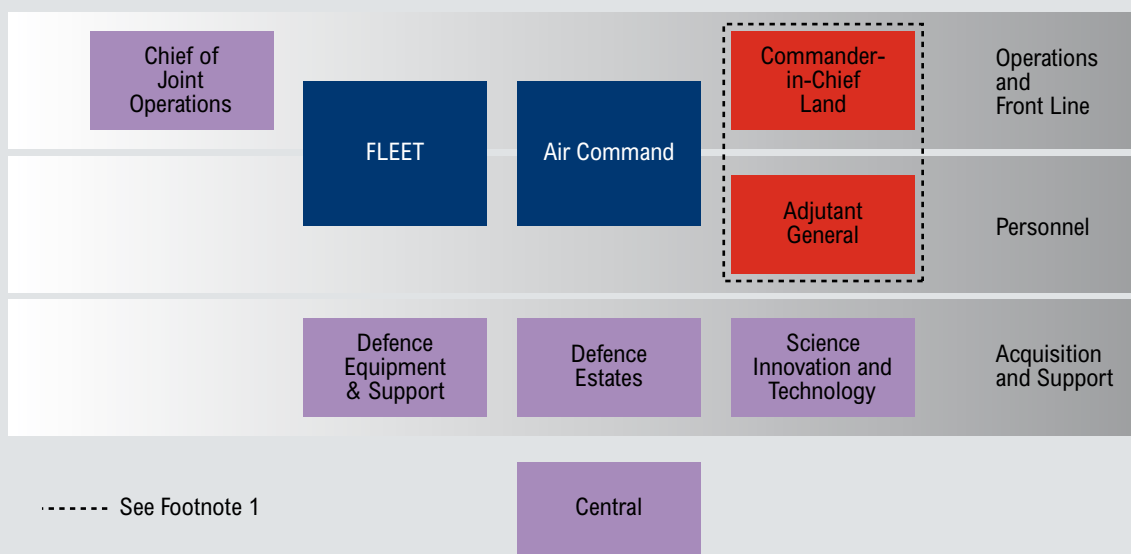 Chief of
Joint
Operations
FLEET
Air Command
Commander-
in-Chief
Land
Operations
and
Front Line
Adjutant
General
Personnel
Defence
Equipment
& Support
Defence
Estates
Science
Innovation and
Technology
Acquisition
and Support
See Footnote 1
Central